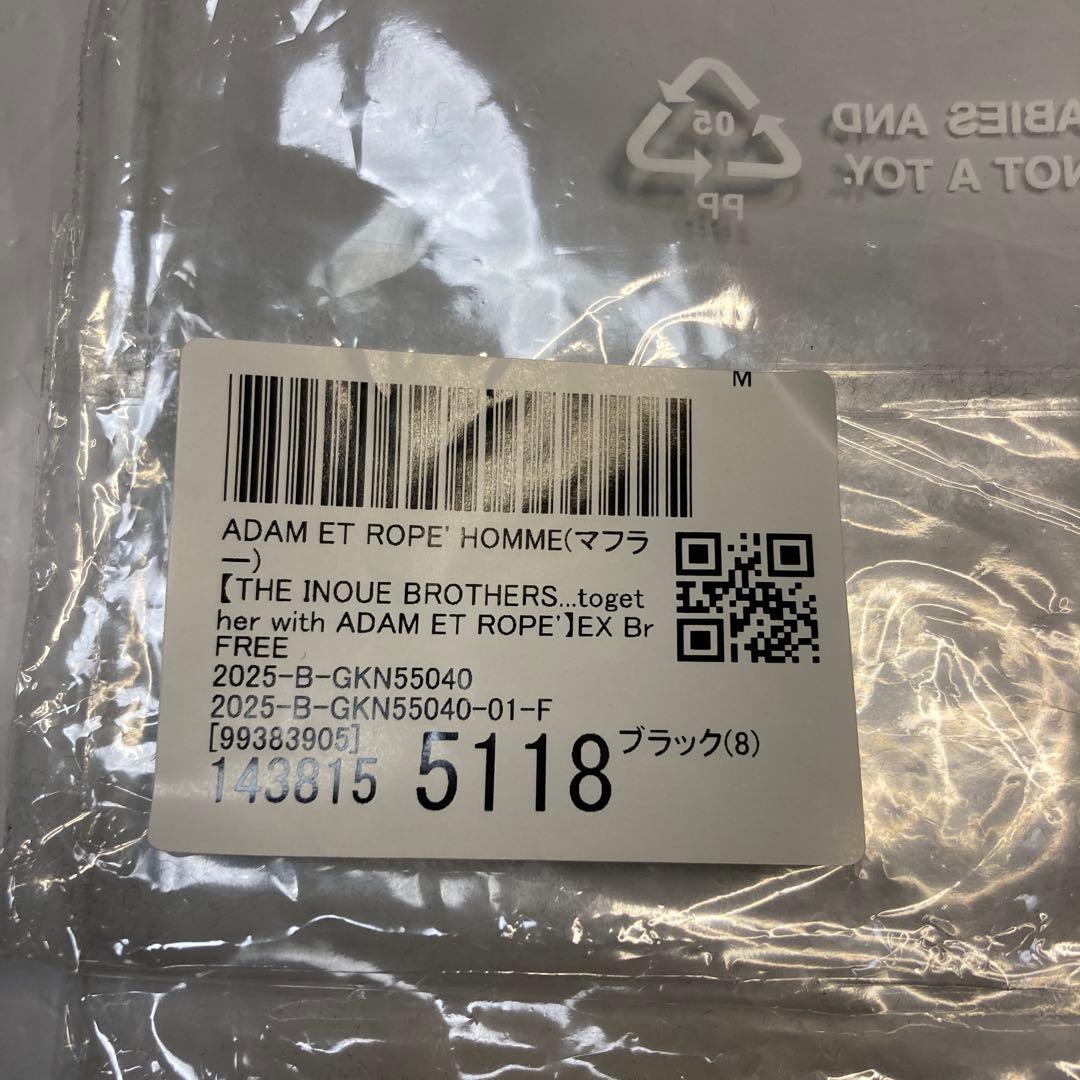 05
PP
ABIES AND
NOT A TOY.
M
ADAM ET ROPE' HOMME(マフラ
ー)
【THE INOUE BROTHERS...toget
her with ADAM ET ROPE'】EX Br
FREE
2025-B-GKN55040
2025-B-GKN55040-01-F
[99383905]
143815 5118 ブラック(8)